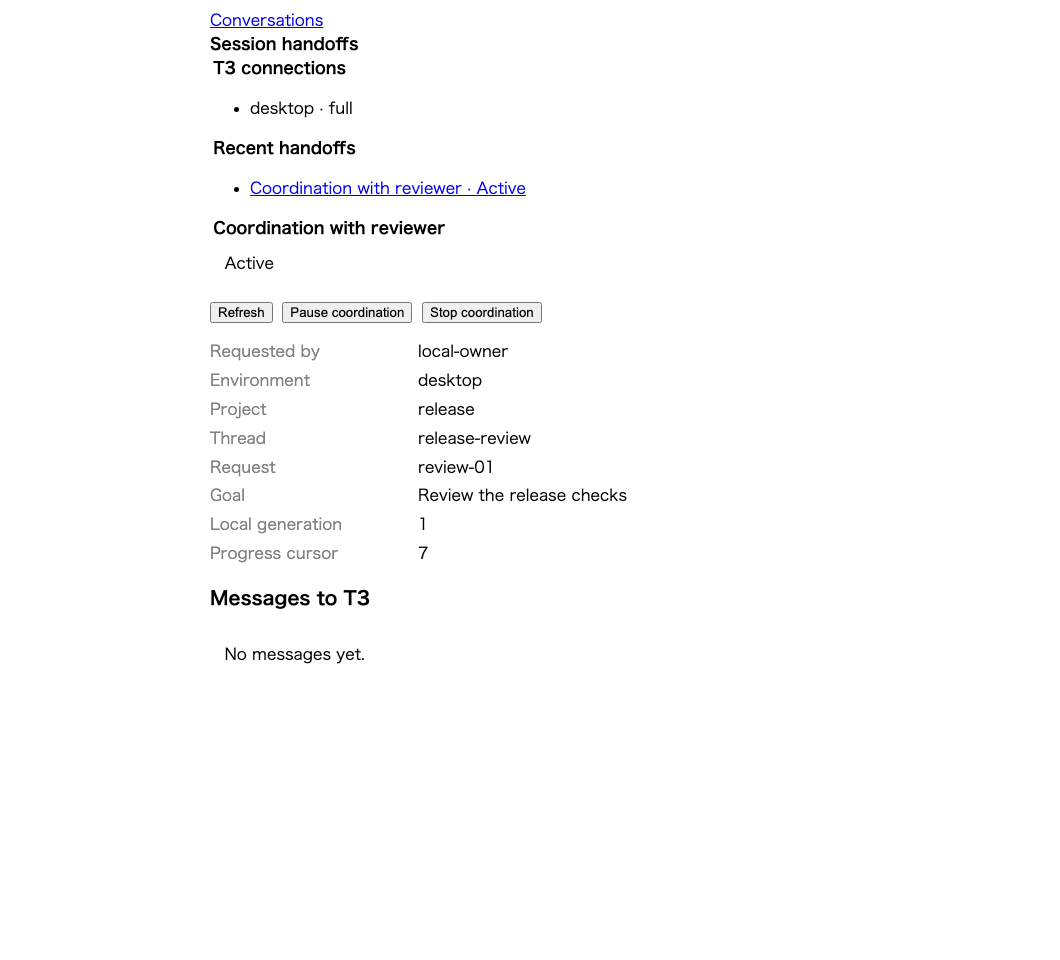 Conversations
Session handoffs
T3 connections
desktop · full
Recent handoffs
Coordination with reviewer · Active
Coordination with reviewer
Active
Refresh Pause coordination Stop coordination
Requested by local-owner
Environment desktop
Project release
Thread release-review
Request review-01
Goal Review the release checks
Local generation 1
Progress cursor 7
Messages to T3
No messages yet.